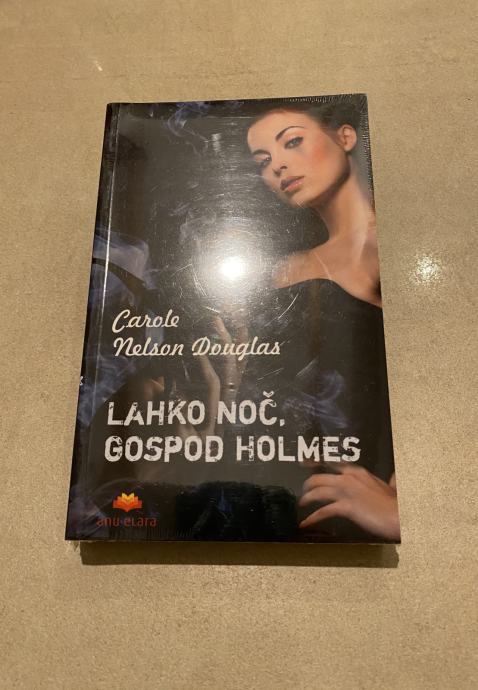 Carole
Nelson Douglas
LAHKO NOČ,
GOSPOD HOLMES
anu elara